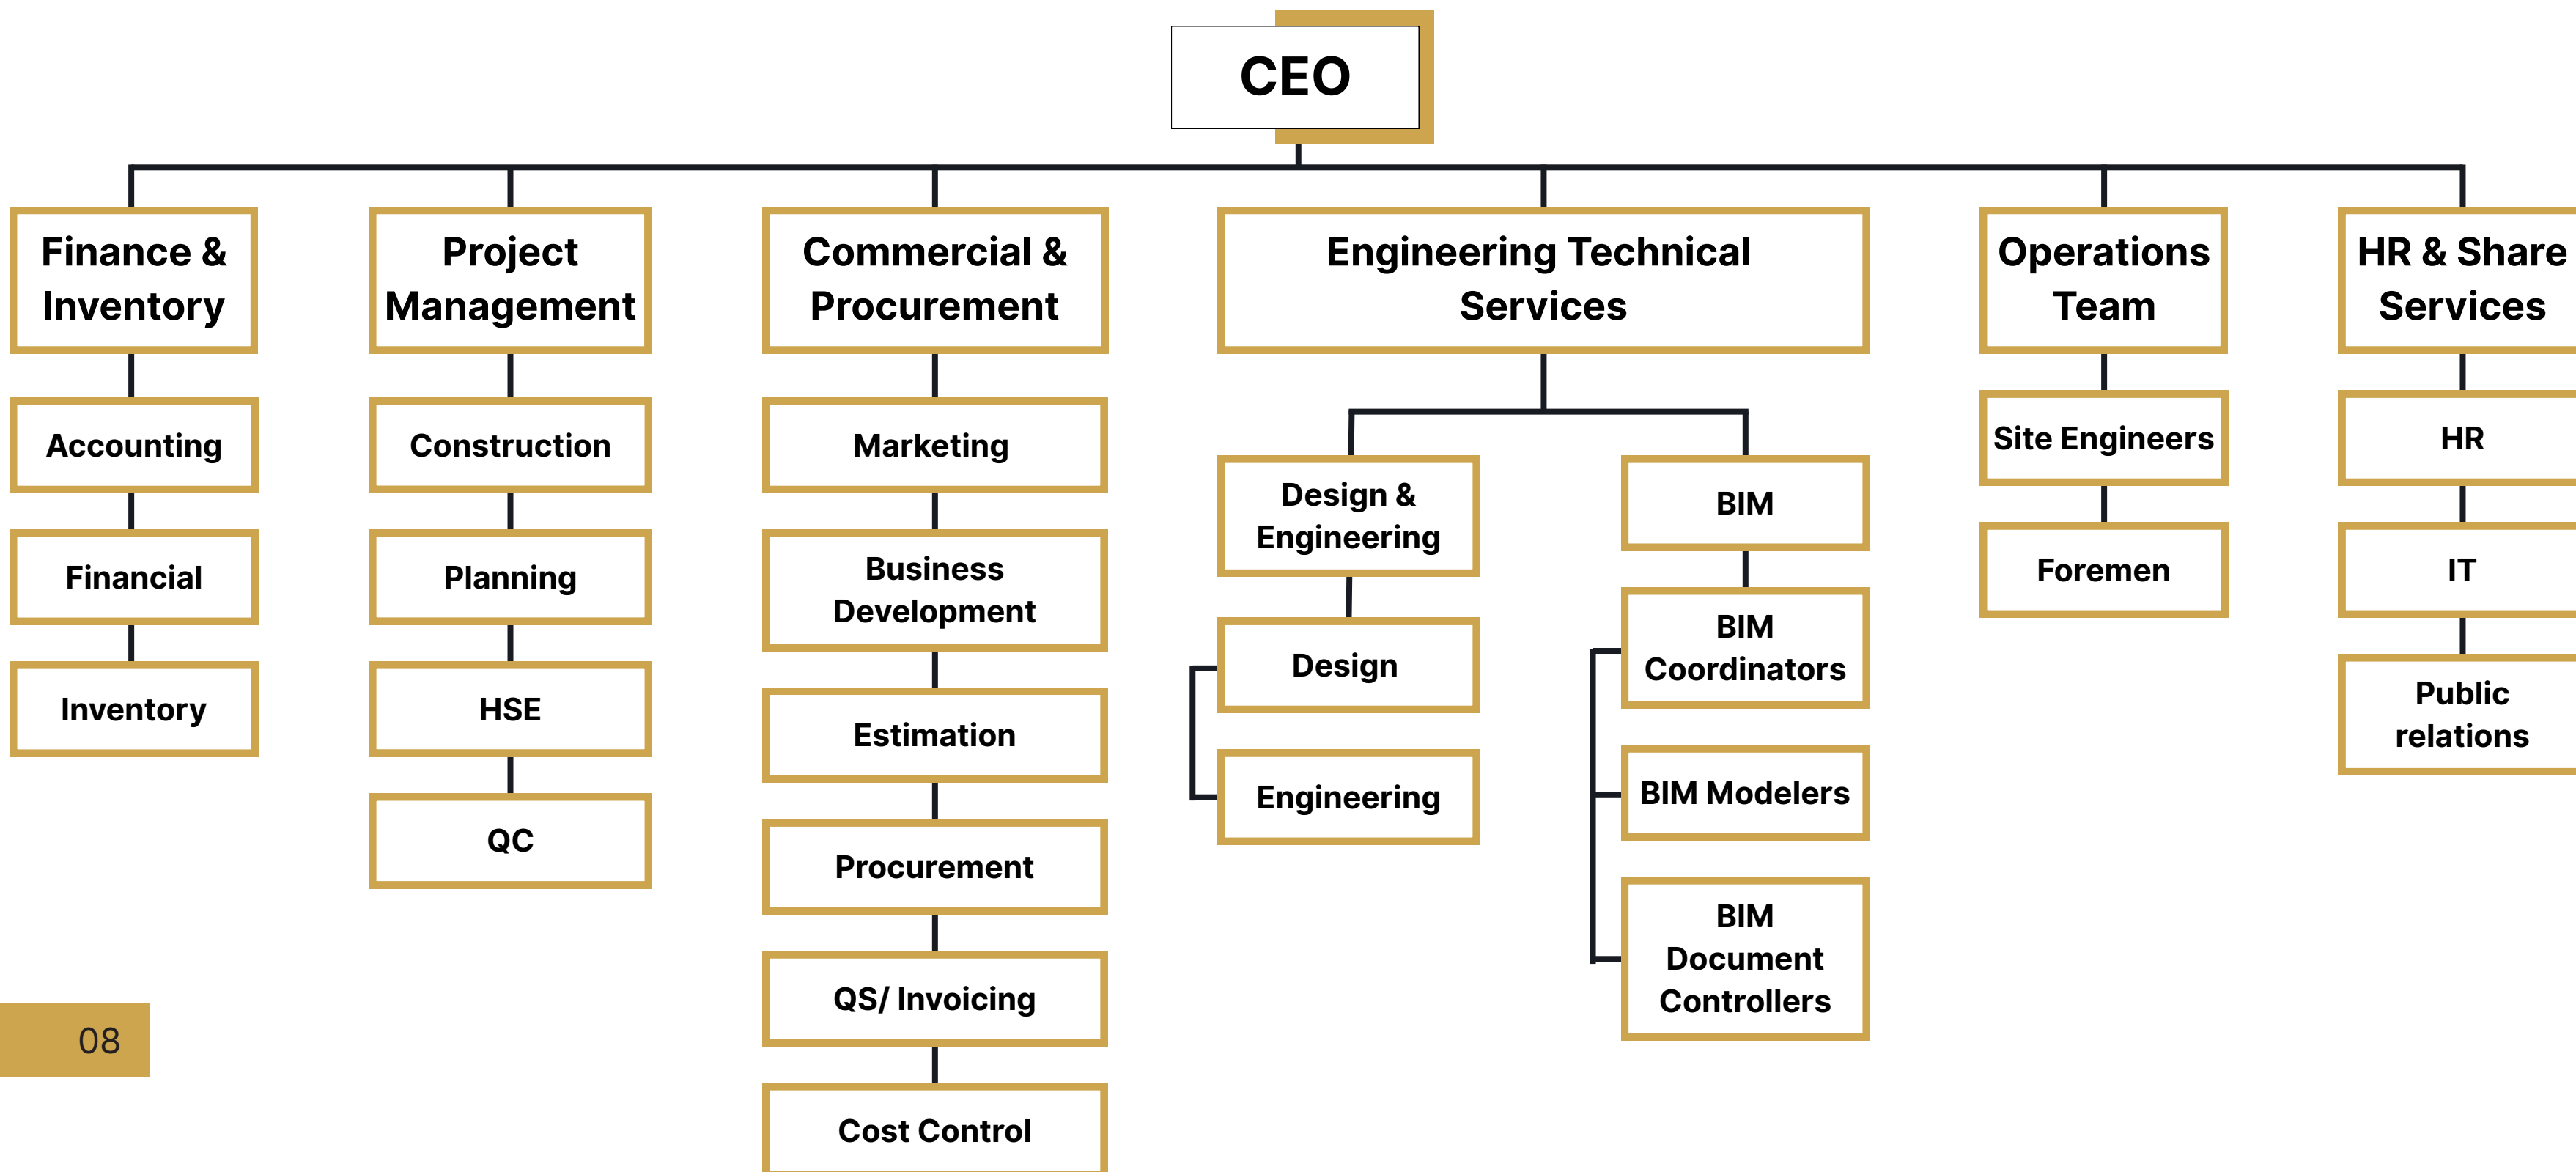 CEO
Finance &
Inventory
Accounting
Financial
Inventory
Project
Management
Construction
Planning
HSE
QC
Commercial &
Procurement
Marketing
Business
Development
Estimation
Procurement
QS/ Invoicing
Cost Control
Engineering Technical
Services
Design &
Engineering
Design
Engineering
BIM
BIM
Coordinators
BIM Modelers
BIM
Document
Controllers
Operations
Team
Site Engineers
Foremen
HR & Share
Services
HR
IT
Public
relations
08